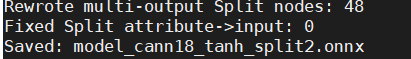 Rewrote multi-output Split nodes: 48
Fixed Split attribute->input: 0
Saved: model_cann18_tanh_split2.onnx